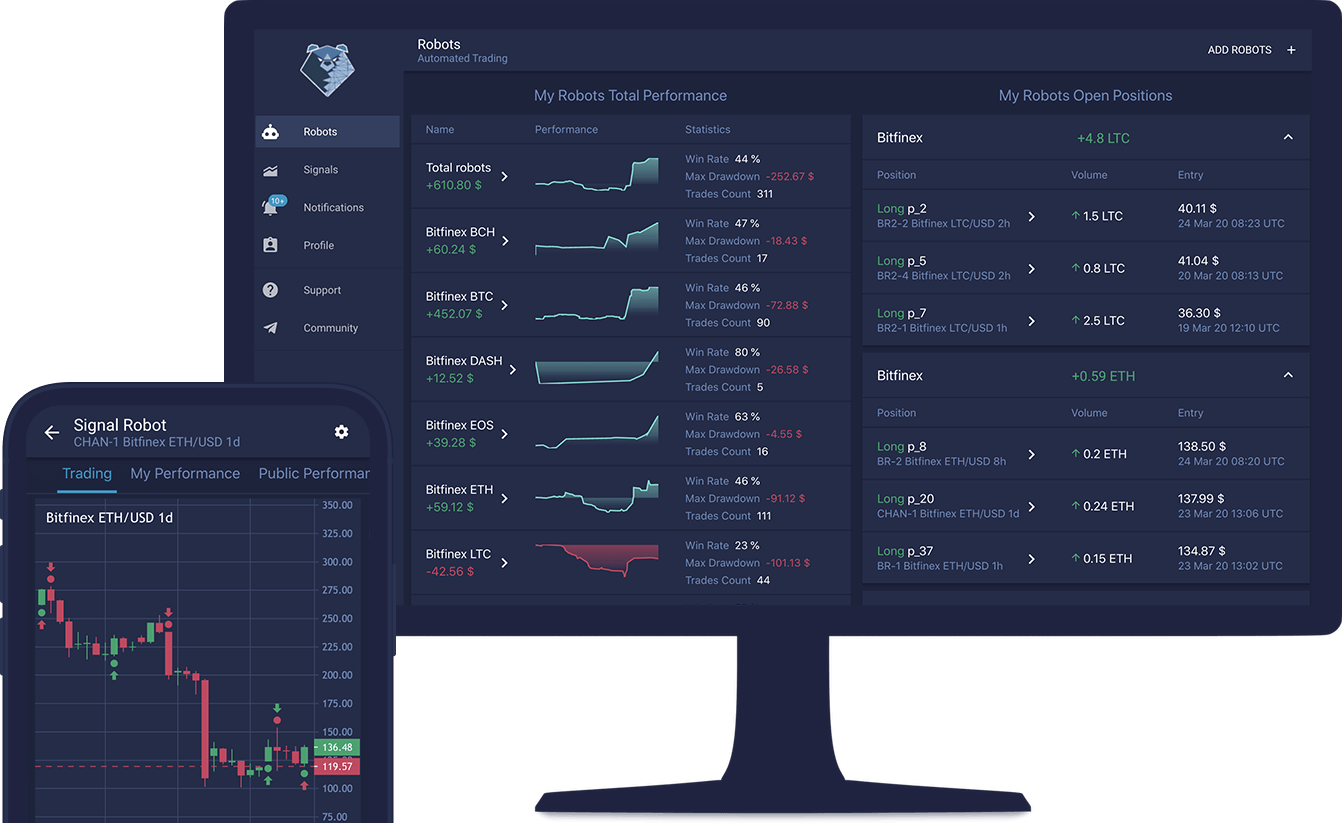 Robots
Automated Trading
ADD ROBOTS +
Robots
Signals
10+
Notifications
Profile
Support
Community
My Robots Total Performance
Name Performance Statistics
Total robots
+610.80 $
Win Rate 44 %
Max Drawdown -252.67 $
Trades Count 311
Bitfinex BCH
+60.24 $
Win Rate 47 %
Max Drawdown -18.43 $
Trades Count 17
Bitfinex BTC
+452.07 $
Win Rate 46 %
Max Drawdown -72.88 $
Trades Count 90
Bitfinex DASH
+12.52 $
Win Rate 80 %
Max Drawdown -26.58 $
Trades Count 5
Bitfinex EOS
+39.28 $
Win Rate 63 %
Max Drawdown -4.55 $
Trades Count 16
Bitfinex ETH
+59.12 $
Win Rate 46 %
Max Drawdown -91.12 $
Trades Count 111
Bitfinex LTC
-42.56 $
Win Rate 23 %
Max Drawdown -101.13 $
Trades Count 44
My Robots Open Positions
Bitfinex +4.8 LTC
Position Volume Entry
Long p_2
BR2-2 Bitfinex LTC/USD 2h
1.5 LTC
40.11 $
24 Mar 20 08:23 UTC
Long p_5
BR2-4 Bitfinex LTC/USD 2h
0.8 LTC
41.04 $
20 Mar 20 08:13 UTC
Long p_7
BR2-1 Bitfinex LTC/USD 1h
2.5 LTC
36.30 $
19 Mar 20 12:10 UTC
Bitfinex +0.59 ETH
Position Volume Entry
Long p_8
BR-2 Bitfinex ETH/USD 8h
0.2 ETH
138.50 $
24 Mar 20 08:20 UTC
Long p_20
CHAN-1 Bitfinex ETH/USD 1d
0.24 ETH
137.99 $
23 Mar 20 13:06 UTC
Long p_37
BR-1 Bitfinex ETH/USD 1h
0.15 ETH
134.87 $
23 Mar 20 13:02 UTC
Signal Robot
CHAN-1 Bitfinex ETH/USD 1d
Trading My Performance Public Performar
Bitfinex ETH/USD 1d
350.00
325.00
300.00
275.00
250.00
225.00
200.00
175.00
150.00
136.48
119.57
100.00
75.00